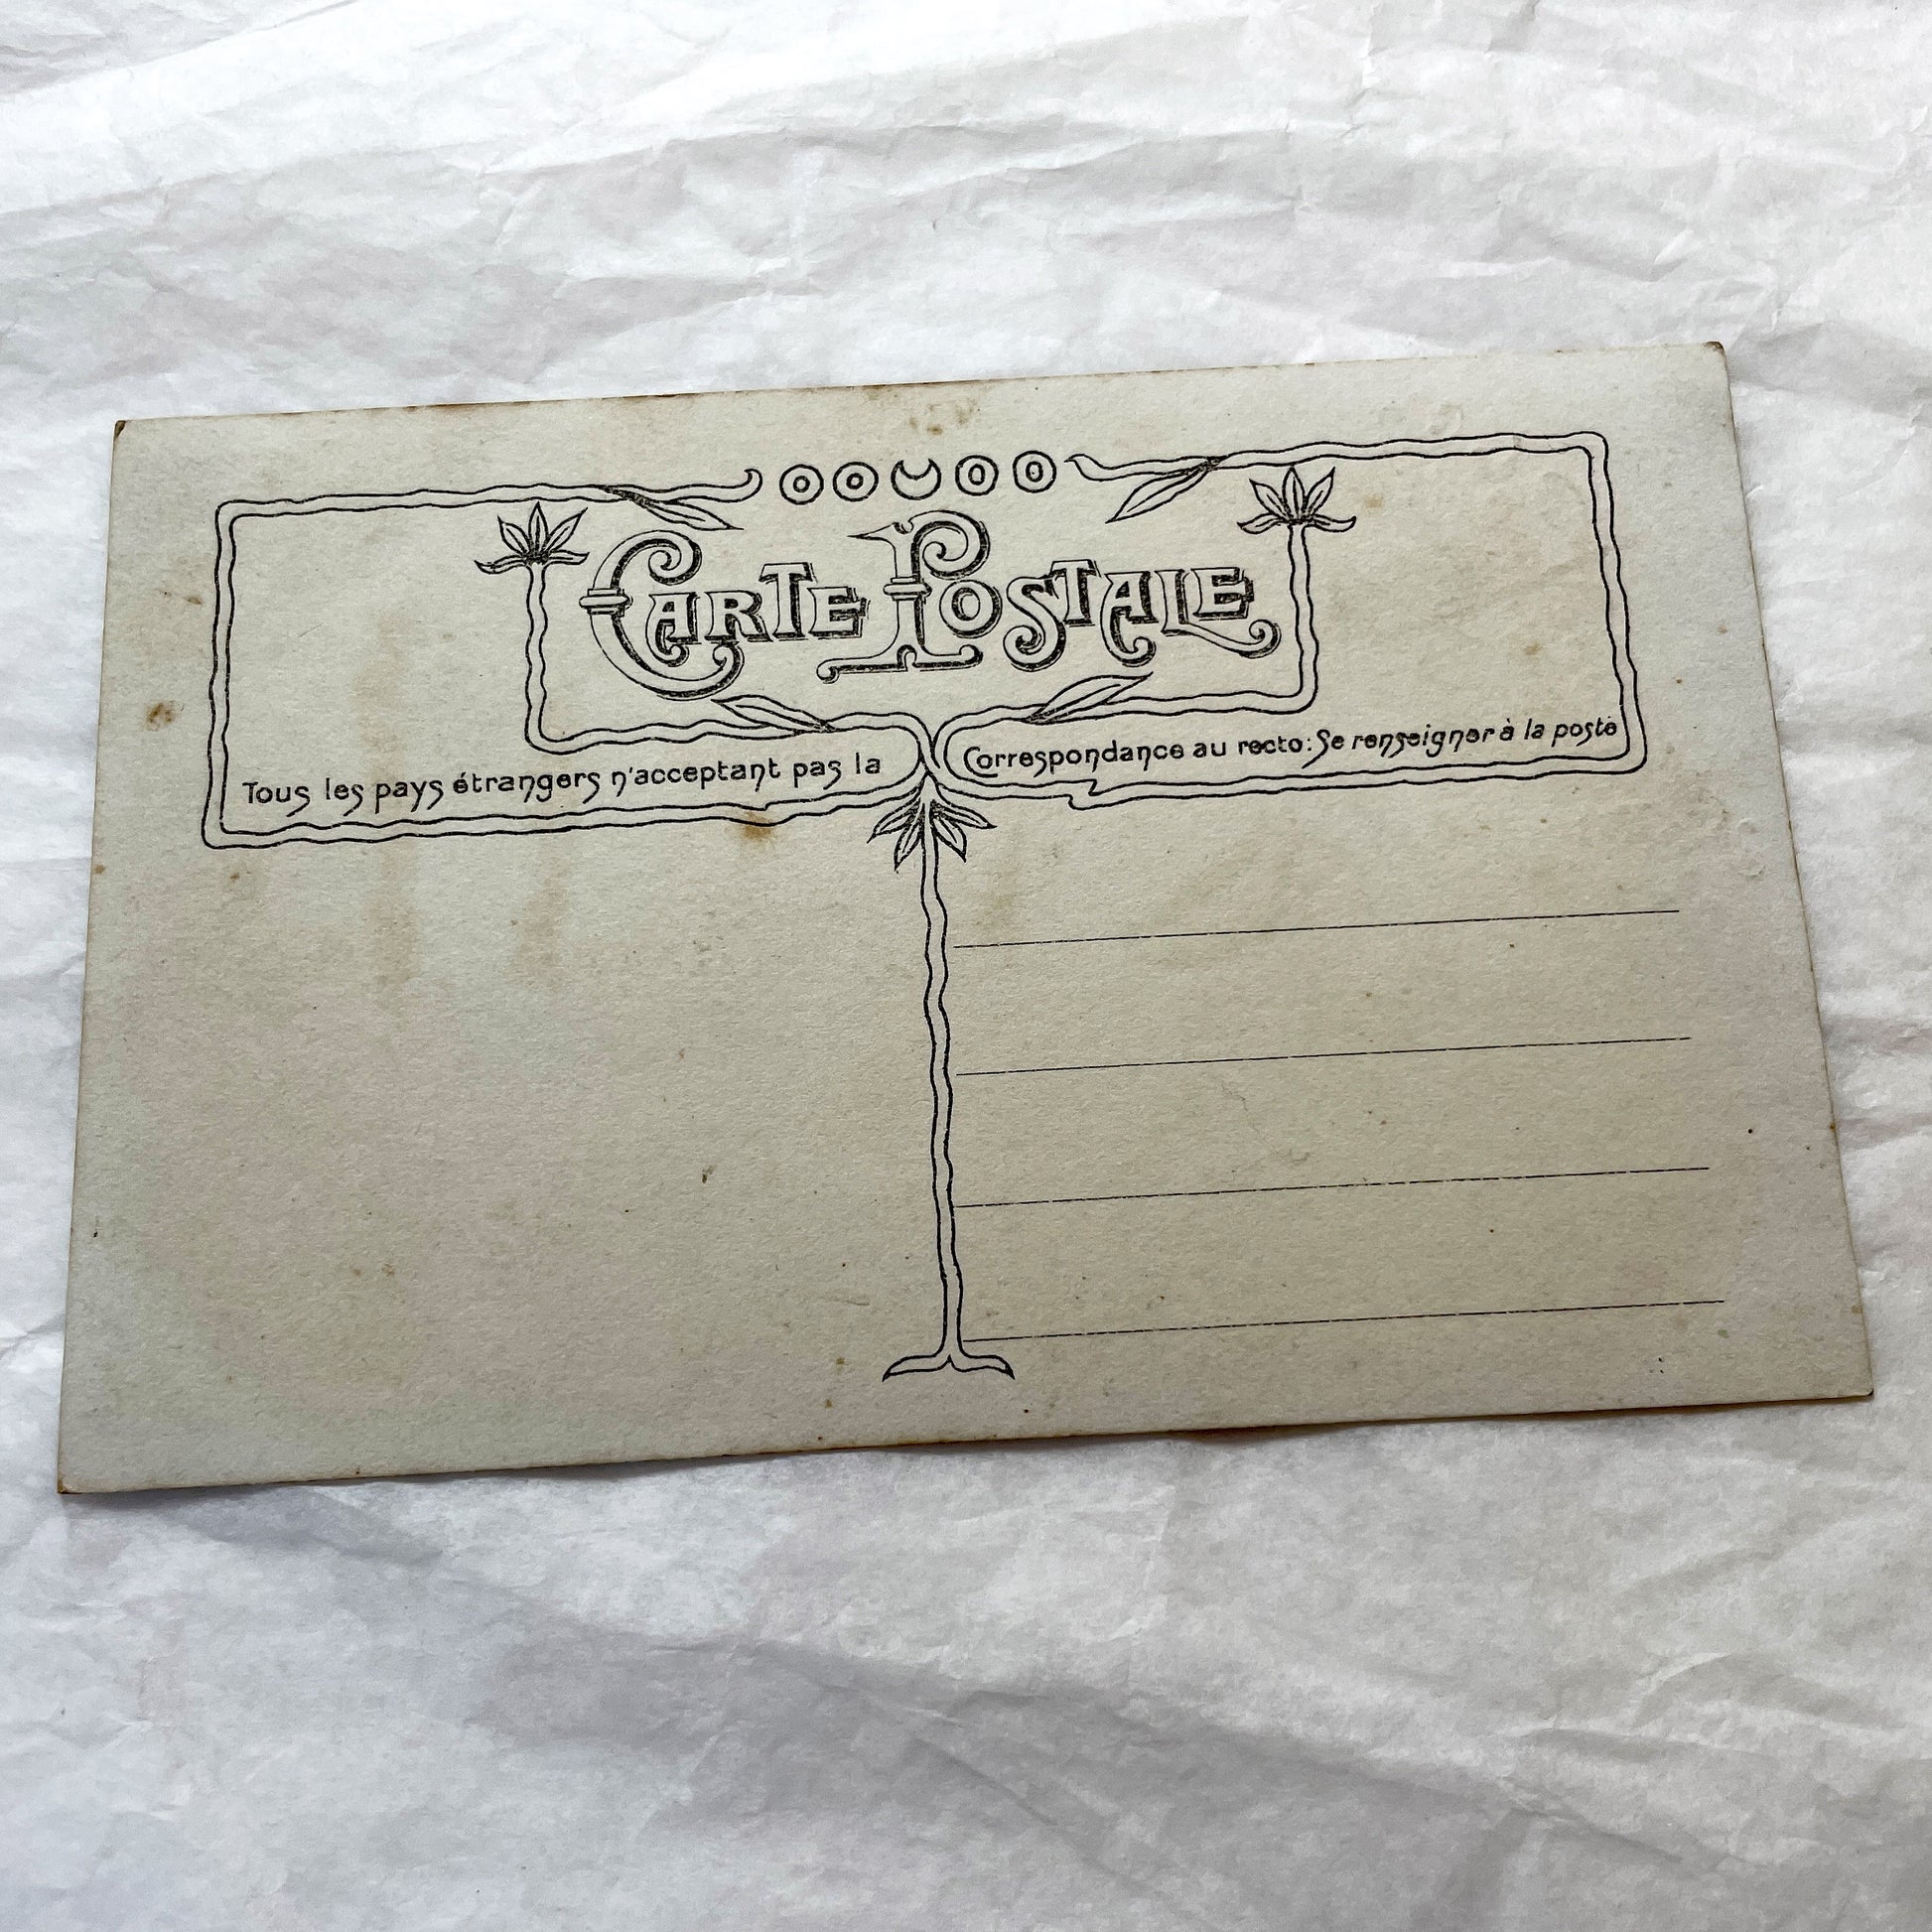 CARTE POSTALE
Tous les pays étrangers n'acceptant pas la Correspondance au recto: Se renseigner à la poste